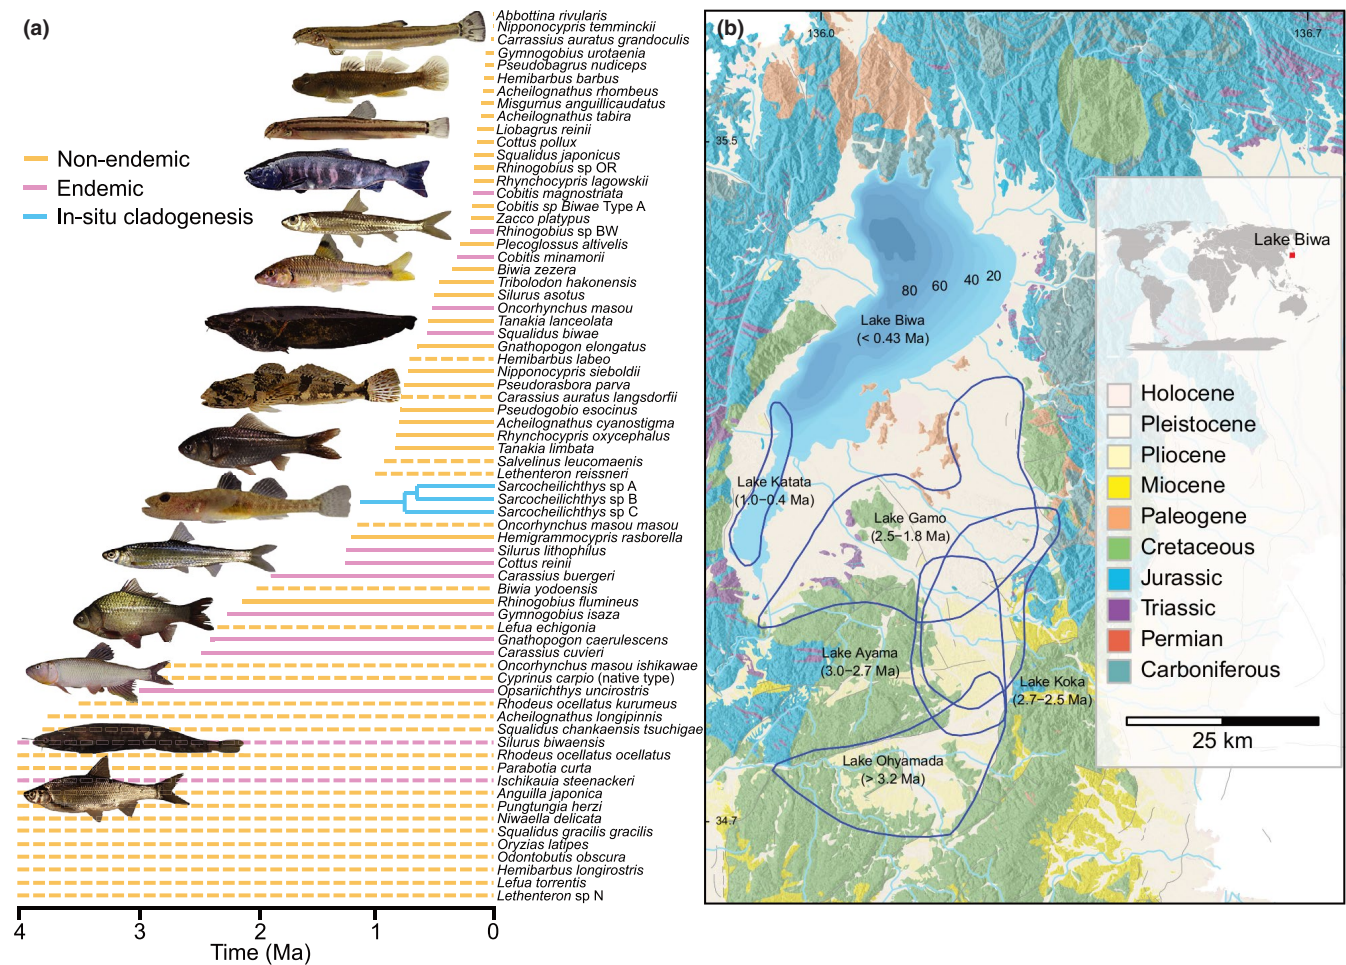 (a)
Non-endemic
Endemic
In-situ cladogenesis
Abbottina rivularis
Nipponocypris temminckii
Carrassius auratus grandoculis
Gymnogobius urotaenia
Pseudobagrus nudiceps
Hemibarbus barbus
Acheilognathus rhombeus
Misgurnus anguillicaudatus
Acheilognathus tabira
Liobagrus reinii
Cottus pollux
Squalidus japonicus
Rhinogobius sp OR
Rhynchocypris lagowskii
Cobitis magnostriata
Cobitis sp Biwae Type A
Zacco platypus
Rhinogobius sp BW
Plecoglossus altivelis
Cobitis minamorii
Biwia zezera
Tribolodon hakonensis
Silurus asotus
Oncorhynchus masou
Tanakia lanceolata
Squalidus biwae
Gnathopogon elongatus
Hemibarbus labeo
Nipponocypris sieboldii
Pseudorasbora parva
Carassius auratus langsdorfii
Pseudogobio esocinus
Acheilognathus cyanostigma
Rhynchocypris oxycephalus
Tanakia limbata
Salvelinus leucomaenis
Lethenteron reissneri
Sarcocheilichthys sp A
Sarcocheilichthys sp B
Sarcocheilichthys sp C
Oncorhynchus masou masou
Hemigrammocypris rasborella
Silurus lithophilus
Cottus reinii
Carassius buergeri
Biwia yodoensis
Rhinogobius flumineus
Gymnogobius isaza
Lefua echigonia
Gnathopogon caerulescens
Carassius cuvieri
Oncorhynchus masou ishikawae
Cyprinus carpio (native type)
Opsariichthys uncirostris
Rhodeus ocellatus kurumeus
Acheilognathus longipinnis
Squalidus chankaensis tsuchigae
Silurus biwaensis
Rhodeus ocellatus ocellatus
Parabotia curta
Ischikauia steenackeri
Anguilla japonica
Pungtungia herzi
Niwaella delicata
Squalidus gracilis gracilis
Oryzias latipes
Odontobutis obscura
Hemibarbus longirostris
Lefua torrentis
Lethenteron sp N
4 3 2 1 0
Time (Ma)
(b)
136.0
136.7
35.5
34.7
80 60 40 20
Lake Biwa
(< 0.43 Ma)
Lake Katata
(1.0–0.4 Ma)
Lake Gamo
(2.5–1.8 Ma)
Lake Ayama
(3.0–2.7 Ma)
Lake Koka
(2.7–2.5 Ma)
Lake Ohyamada
(> 3.2 Ma)
Lake Biwa
Holocene
Pleistocene
Pliocene
Miocene
Paleogene
Cretaceous
Jurassic
Triassic
Permian
Carboniferous
25 km